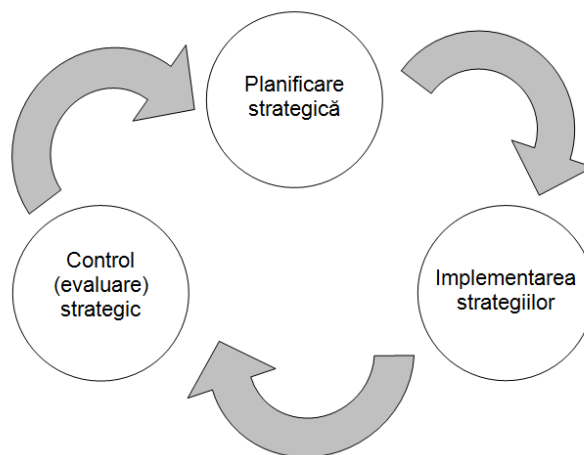 Planificare
strategică
Implementarea
strategiilor
Control
(evaluare)
strategic